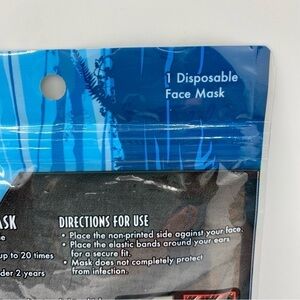 1 Disposable
Face Mask
ASK
e
up to 20 times
der 2 years
DIRECTIONS FOR USE
• Place the non-printed side against your face.
• Place the elastic bands around your ears
for a secure fit.
• Mask does not completely protect
from infection.